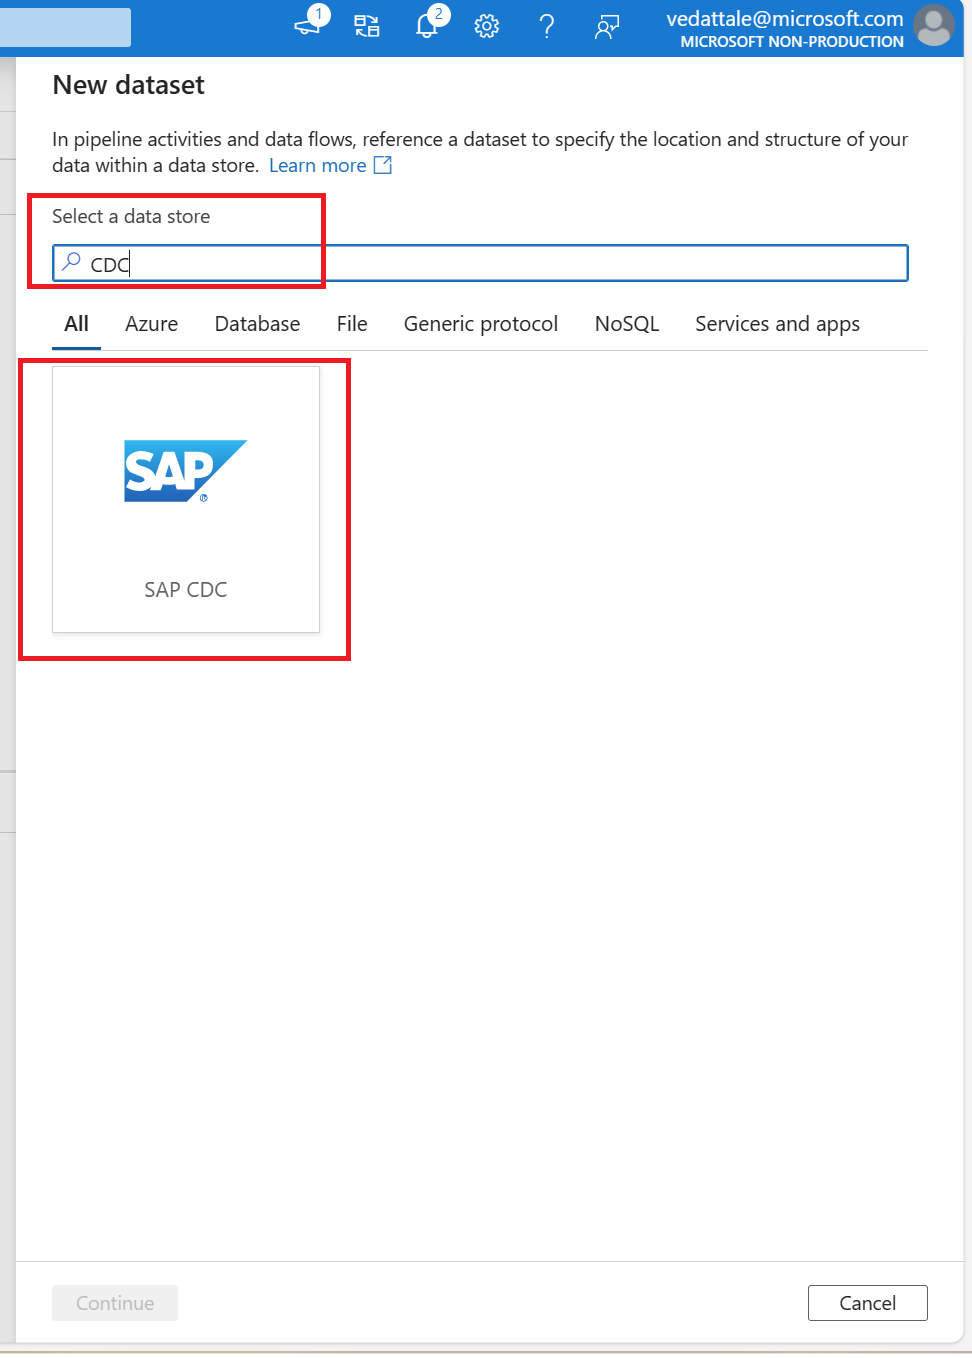 1
2
vedattale@microsoft.com
MICROSOFT NON-PRODUCTION
New dataset
In pipeline activities and data flows, reference a dataset to specify the location and structure of your
data within a data store. Learn more
Select a data store
CDC
All Azure Database File Generic protocol NoSQL Services and apps
SAP®
SAP CDC
Continue Cancel